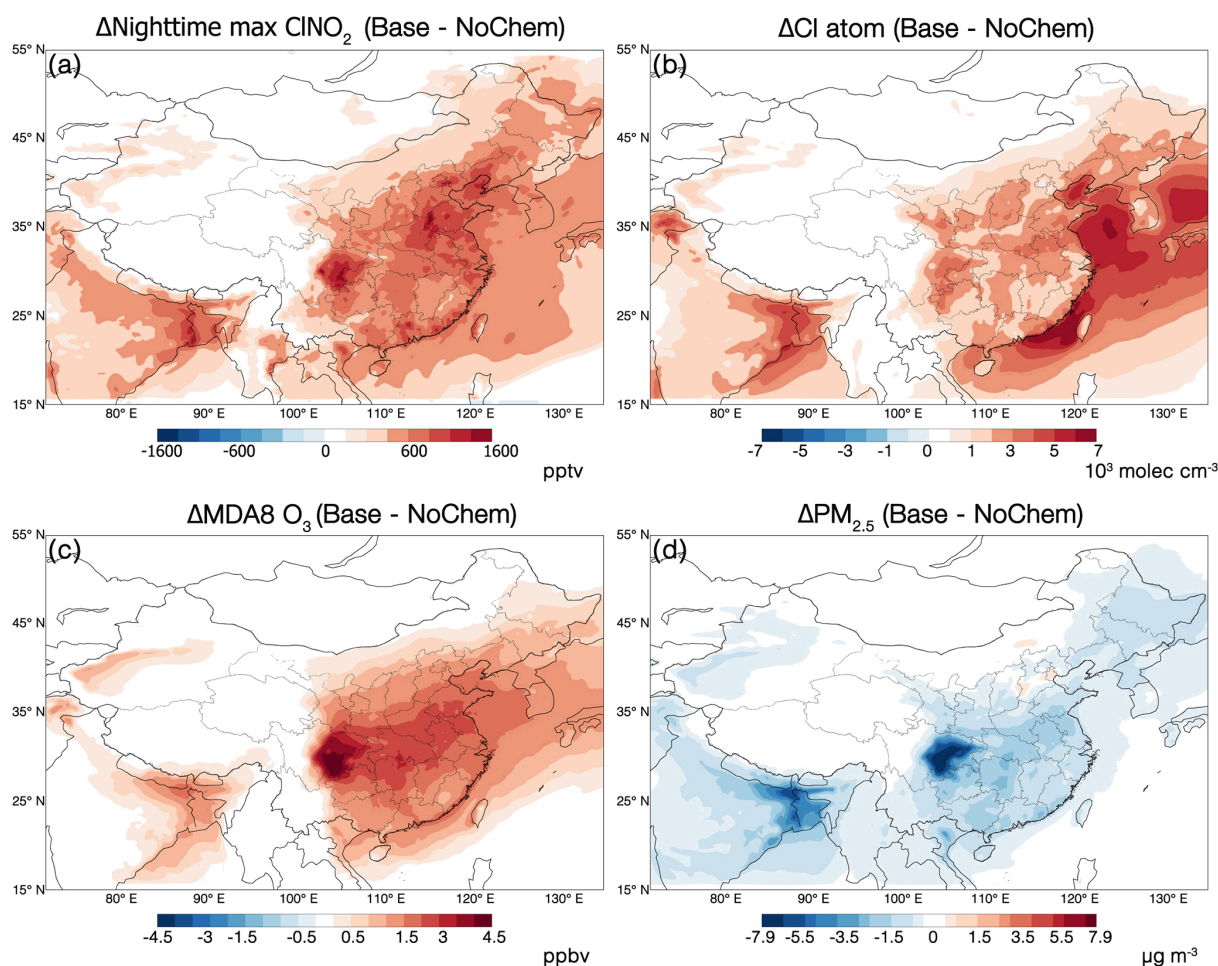 ΔNighttime max ClNO₂ (Base - NoChem)
(a)
55° N
45° N
35° N
25° N
15° N
80° E 90° E 100° E 110° E 120° E 130° E
-1600 -600 0 600 1600
pptv
ΔCl atom (Base - NoChem)
(b)
55° N
45° N
35° N
25° N
15° N
80° E 90° E 100° E 110° E 120° E 130° E
-7 -5 -3 -1 0 1 3 5 7
10³ molec cm⁻³
ΔMDA8 O₃ (Base - NoChem)
(c)
55° N
45° N
35° N
25° N
15° N
80° E 90° E 100° E 110° E 120° E 130° E
-4.5 -3 -1.5 -0.5 0.5 1.5 3 4.5
ppbv
ΔPM₂.₅ (Base - NoChem)
(d)
55° N
45° N
35° N
25° N
15° N
80° E 90° E 100° E 110° E 120° E 130° E
-7.9 -5.5 -3.5 -1.5 0 1.5 3.5 5.5 7.9
μg m⁻³